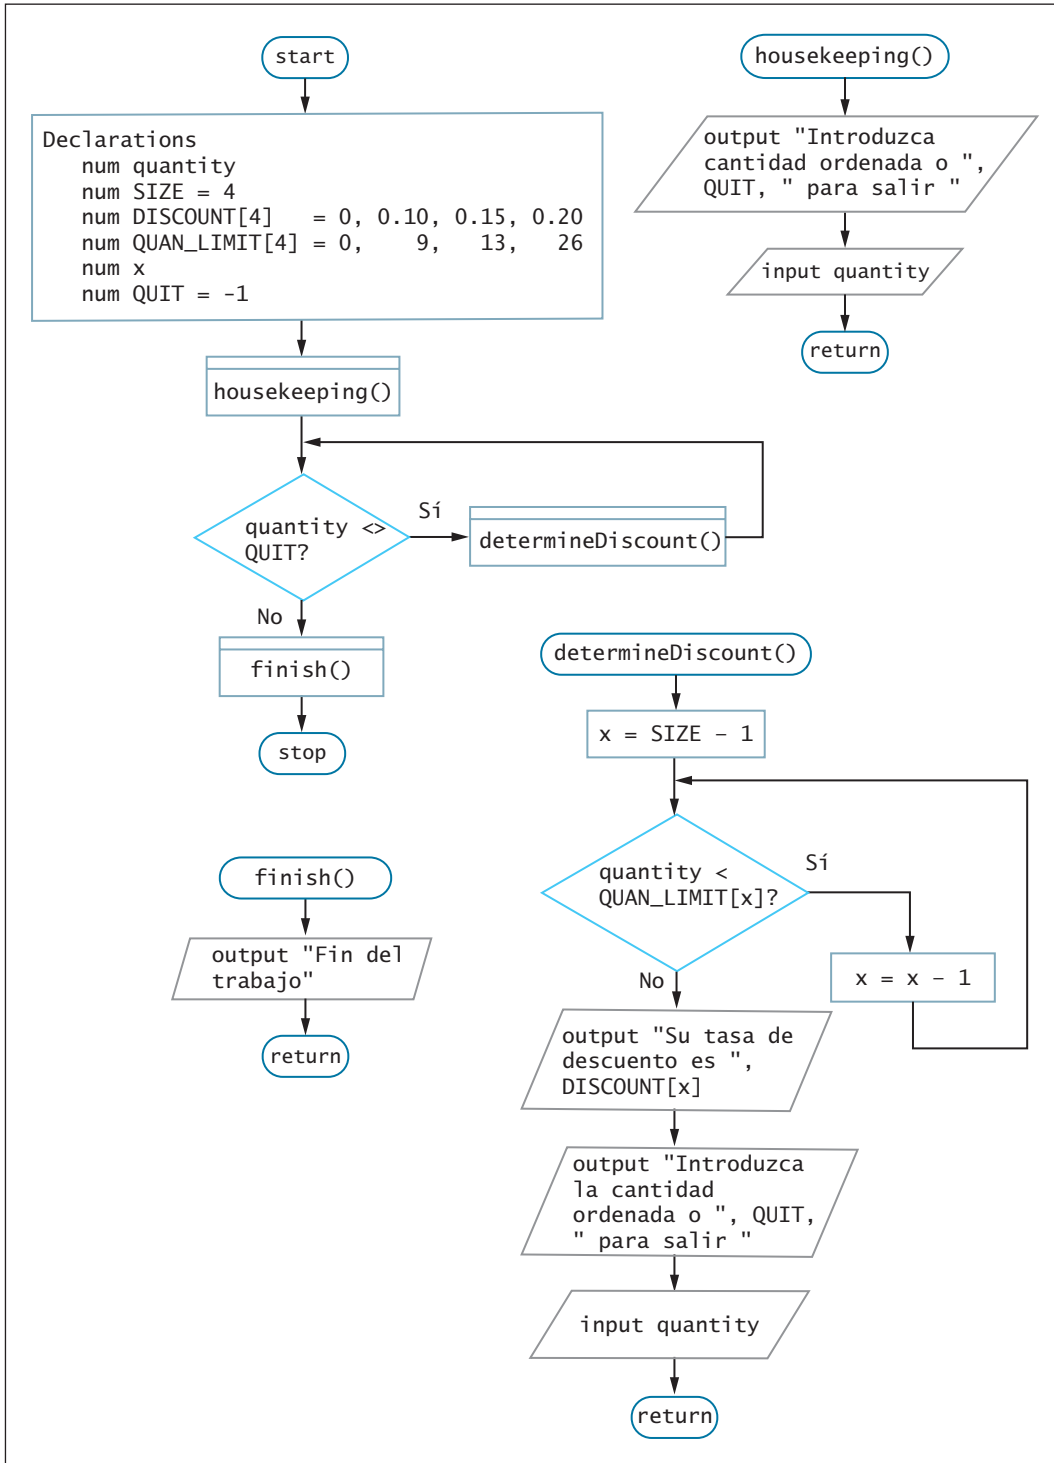 start
Declarations
num quantity
num SIZE = 4
num DISCOUNT[4] = 0, 0.10, 0.15, 0.20
num QUAN_LIMIT[4] = 0, 9, 13, 26
num x
num QUIT = -1
housekeeping()
quantity <>
QUIT?
Sí
determineDiscount()
No
finish()
stop
housekeeping()
output "Introduzca
cantidad ordenada o ",
QUIT, " para salir "
input quantity
return
finish()
output "Fin del
trabajo"
return
determineDiscount()
x = SIZE – 1
quantity <
QUAN_LIMIT[x]?
Sí
x = x – 1
No
output "Su tasa de
descuento es ",
DISCOUNT[x]
output "Introduzca
la cantidad
ordenada o ", QUIT,
" para salir "
input quantity
return